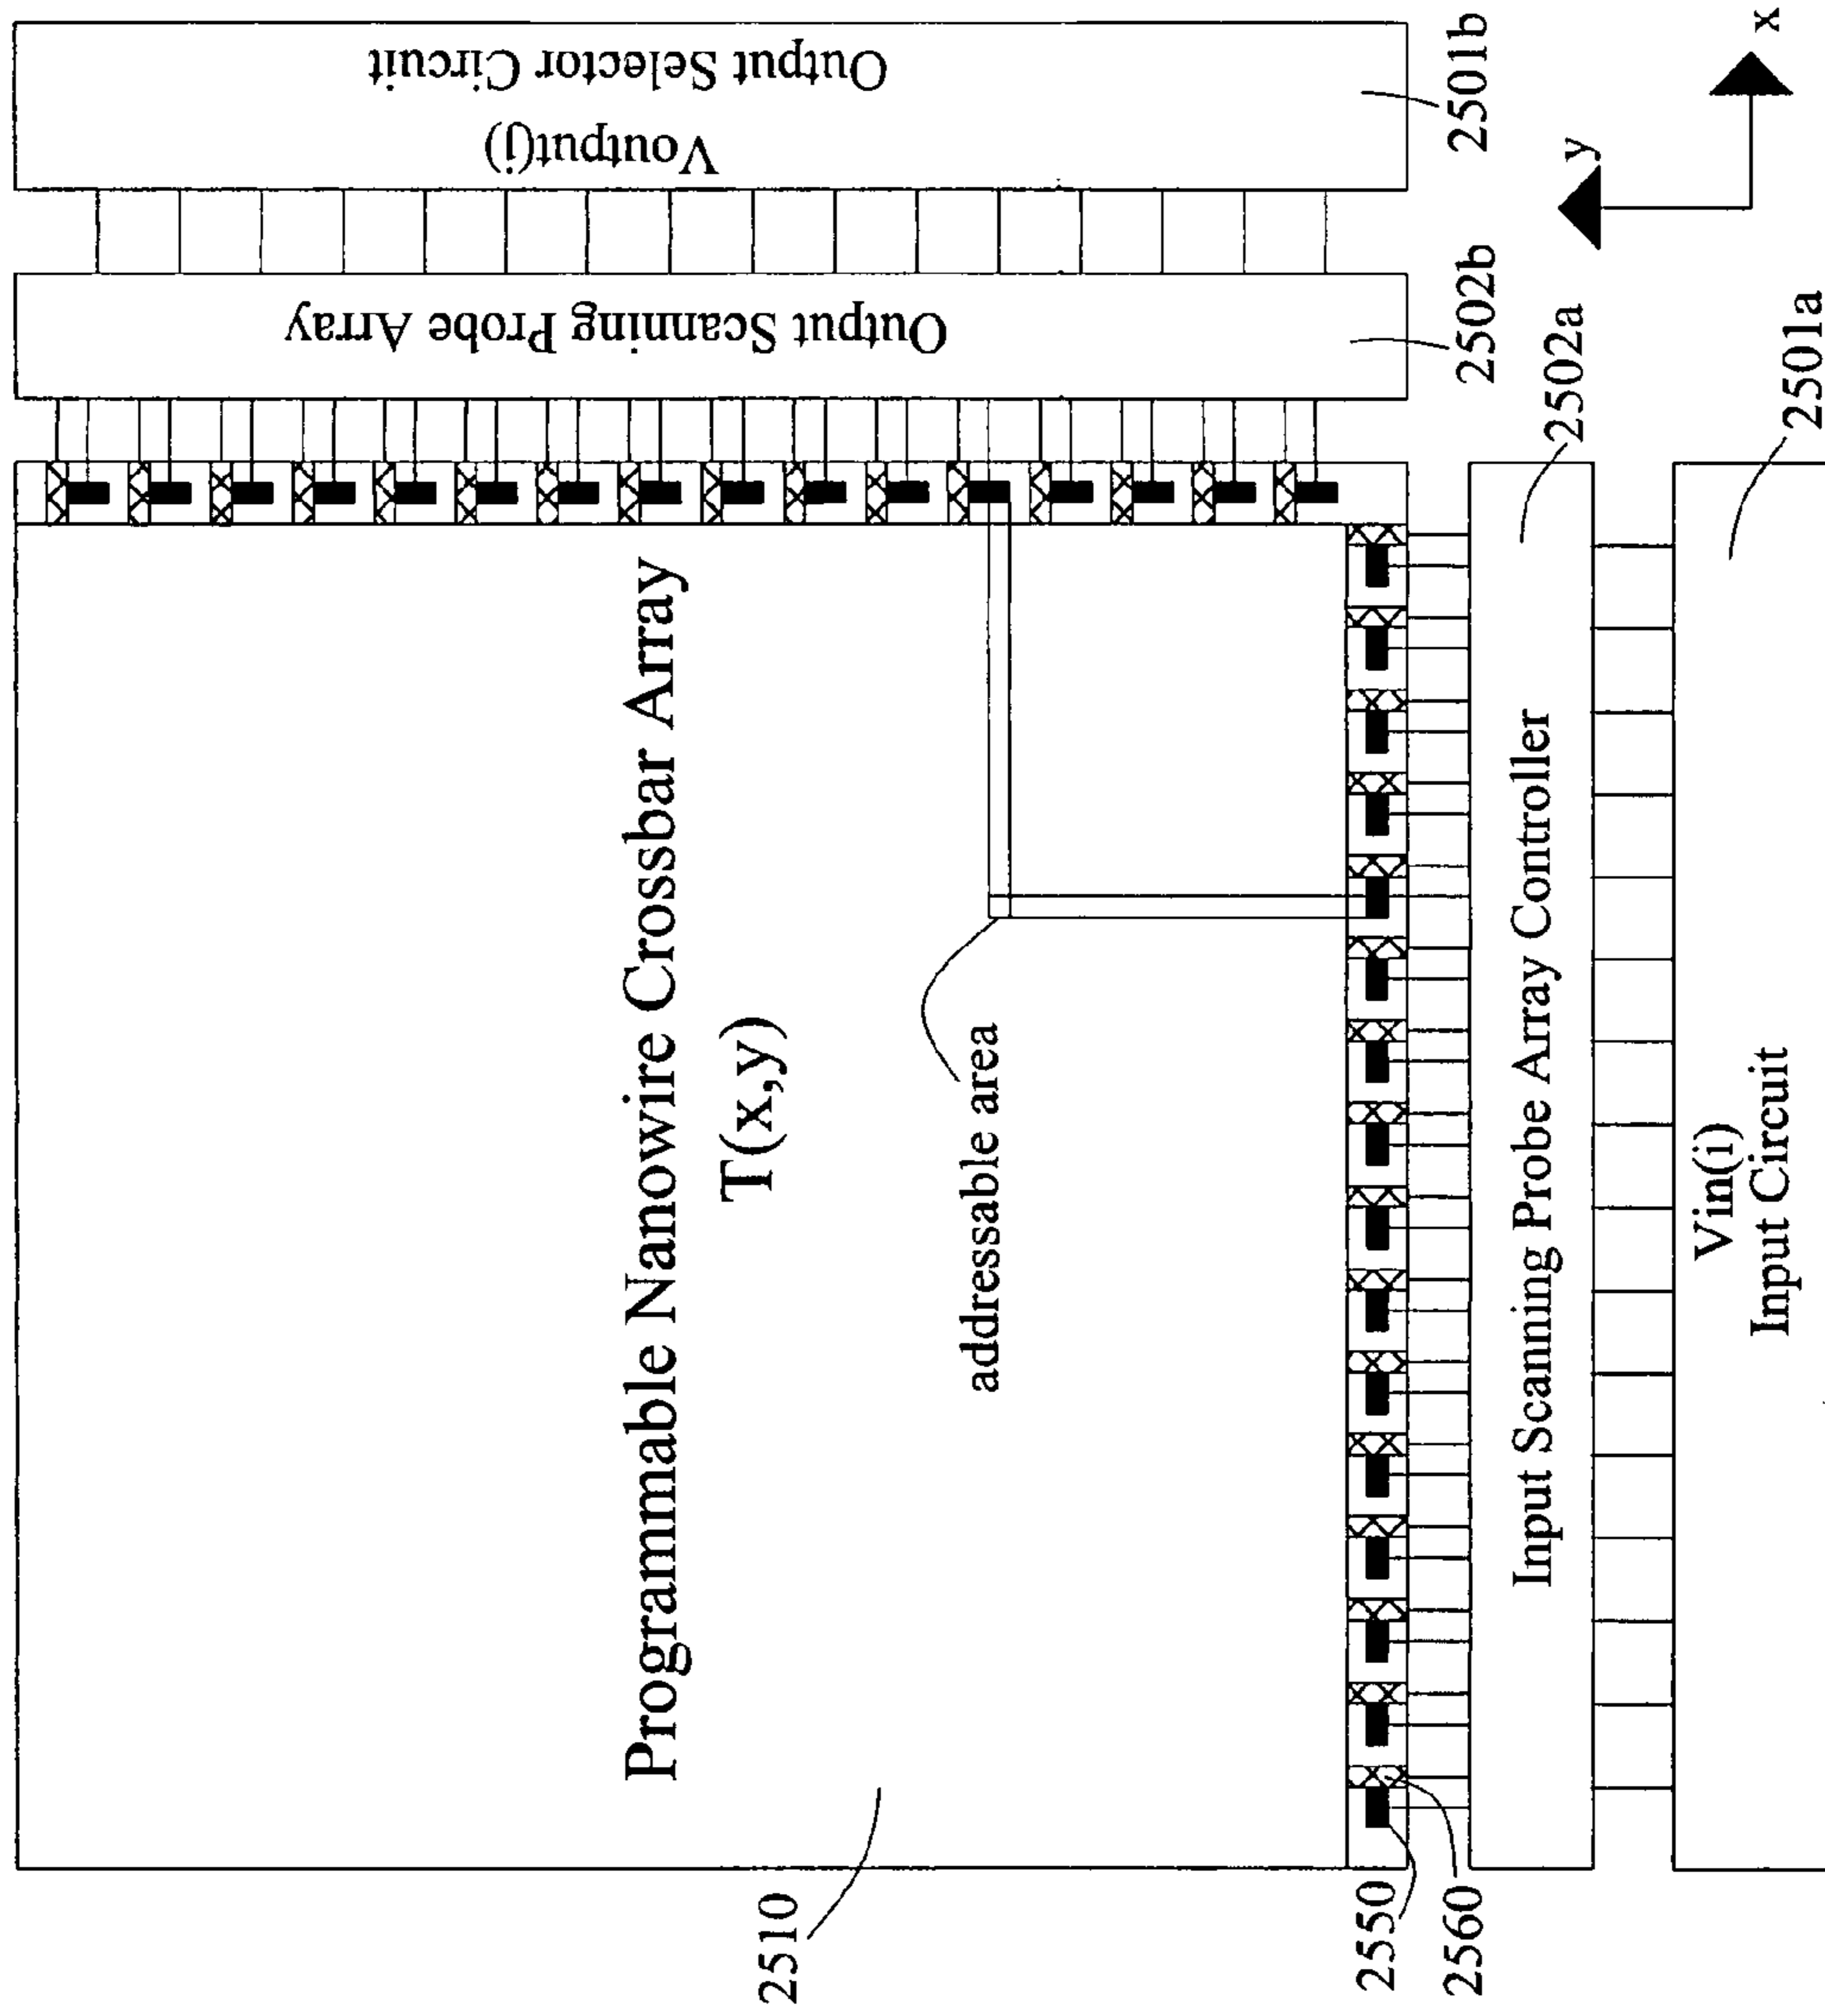 Output Selector Circuit
Voutput(j)
Output Scanning Probe Array
2501b
2502b
y
x
Programmable Nanowire Crossbar Array
T(x,y)
addressable area
2510
2550
2560
2502a
Input Scanning Probe Array Controller
2501a
Vin(i)
Input Circuit